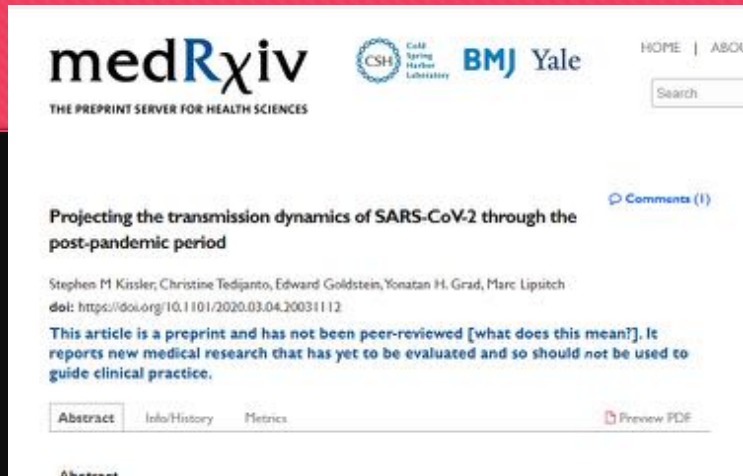 medRχiv
CSH Cold Spring Harbor Laboratory BMJ Yale
HOME | ABOU
THE PREPRINT SERVER FOR HEALTH SCIENCES
Search
Comments (1)
Projecting the transmission dynamics of SARS-CoV-2 through the
post-pandemic period
Stephen M Kissler, Christine Tedijanto, Edward Goldstein, Yonatan H. Grad, Marc Lipsitch
doi: https://doi.org/10.1101/2020.03.04.20031112
This article is a preprint and has not been peer-reviewed [what does this mean?]. It
reports new medical research that has yet to be evaluated and so should not be used to
guide clinical practice.
Abstract Info/History Metrics Preview PDF
Abstract